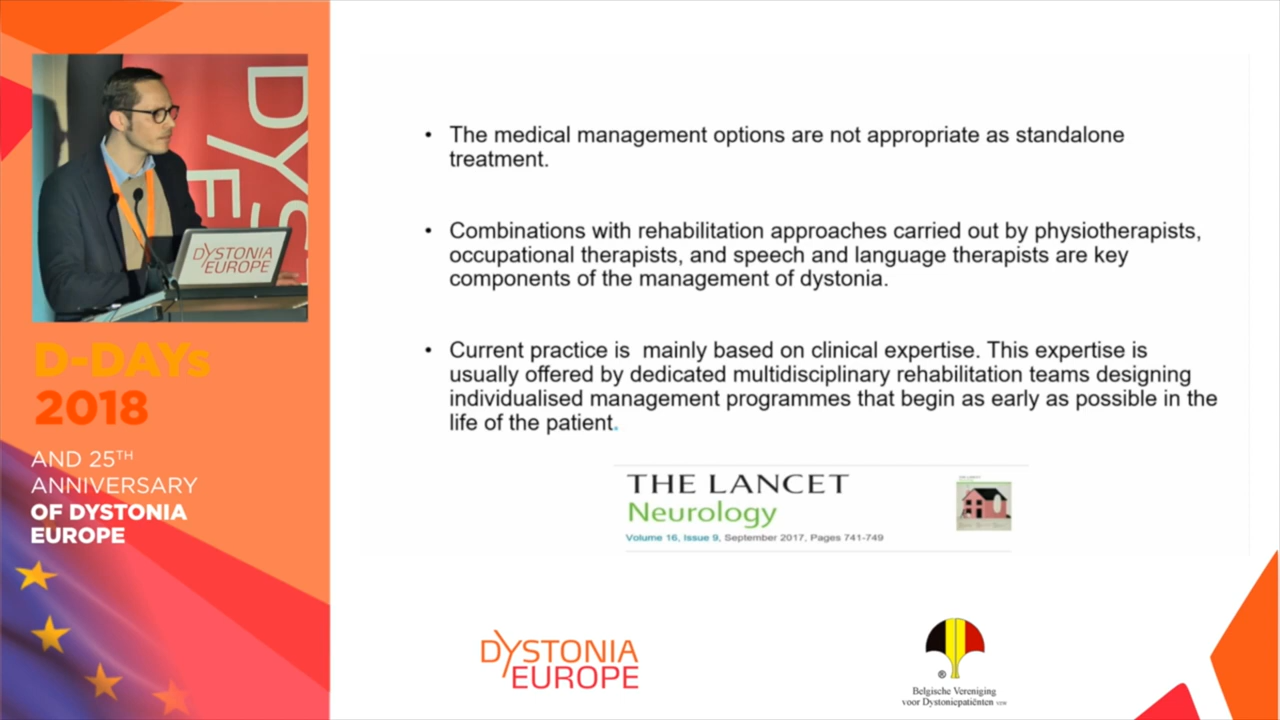 DYST
E
DYSTONIA
EUROPE
D-DAYs
2018
AND 25TH
ANNIVERSARY
OF DYSTONIA
EUROPE
• The medical management options are not appropriate as standalone
treatment.
• Combinations with rehabilitation approaches carried out by physiotherapists,
occupational therapists, and speech and language therapists are key
components of the management of dystonia.
• Current practice is  mainly based on clinical expertise. This expertise is
usually offered by dedicated multidisciplinary rehabilitation teams designing
individualised management programmes that begin as early as possible in the
life of the patient.
THE LANCET
Neurology
Volume 16, Issue 9, September 2017, Pages 741-749
DYSTONIA
EUROPE
®
Belgische Vereniging
voor Dystoniepatiënten vzw